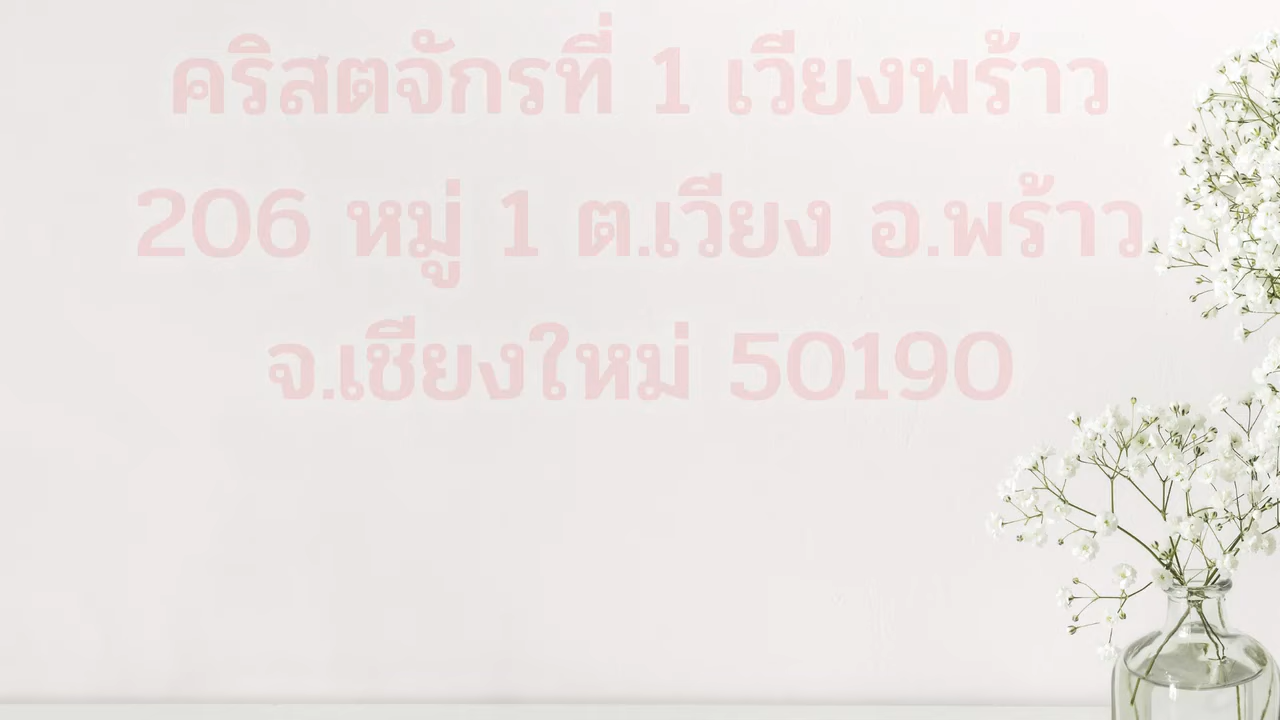 คริสตจักรที่ 1 เวียงพร้าว
206 หมู่ 1 ต.เวียง อ.พร้าว
จ.เชียงใหม่ 50190